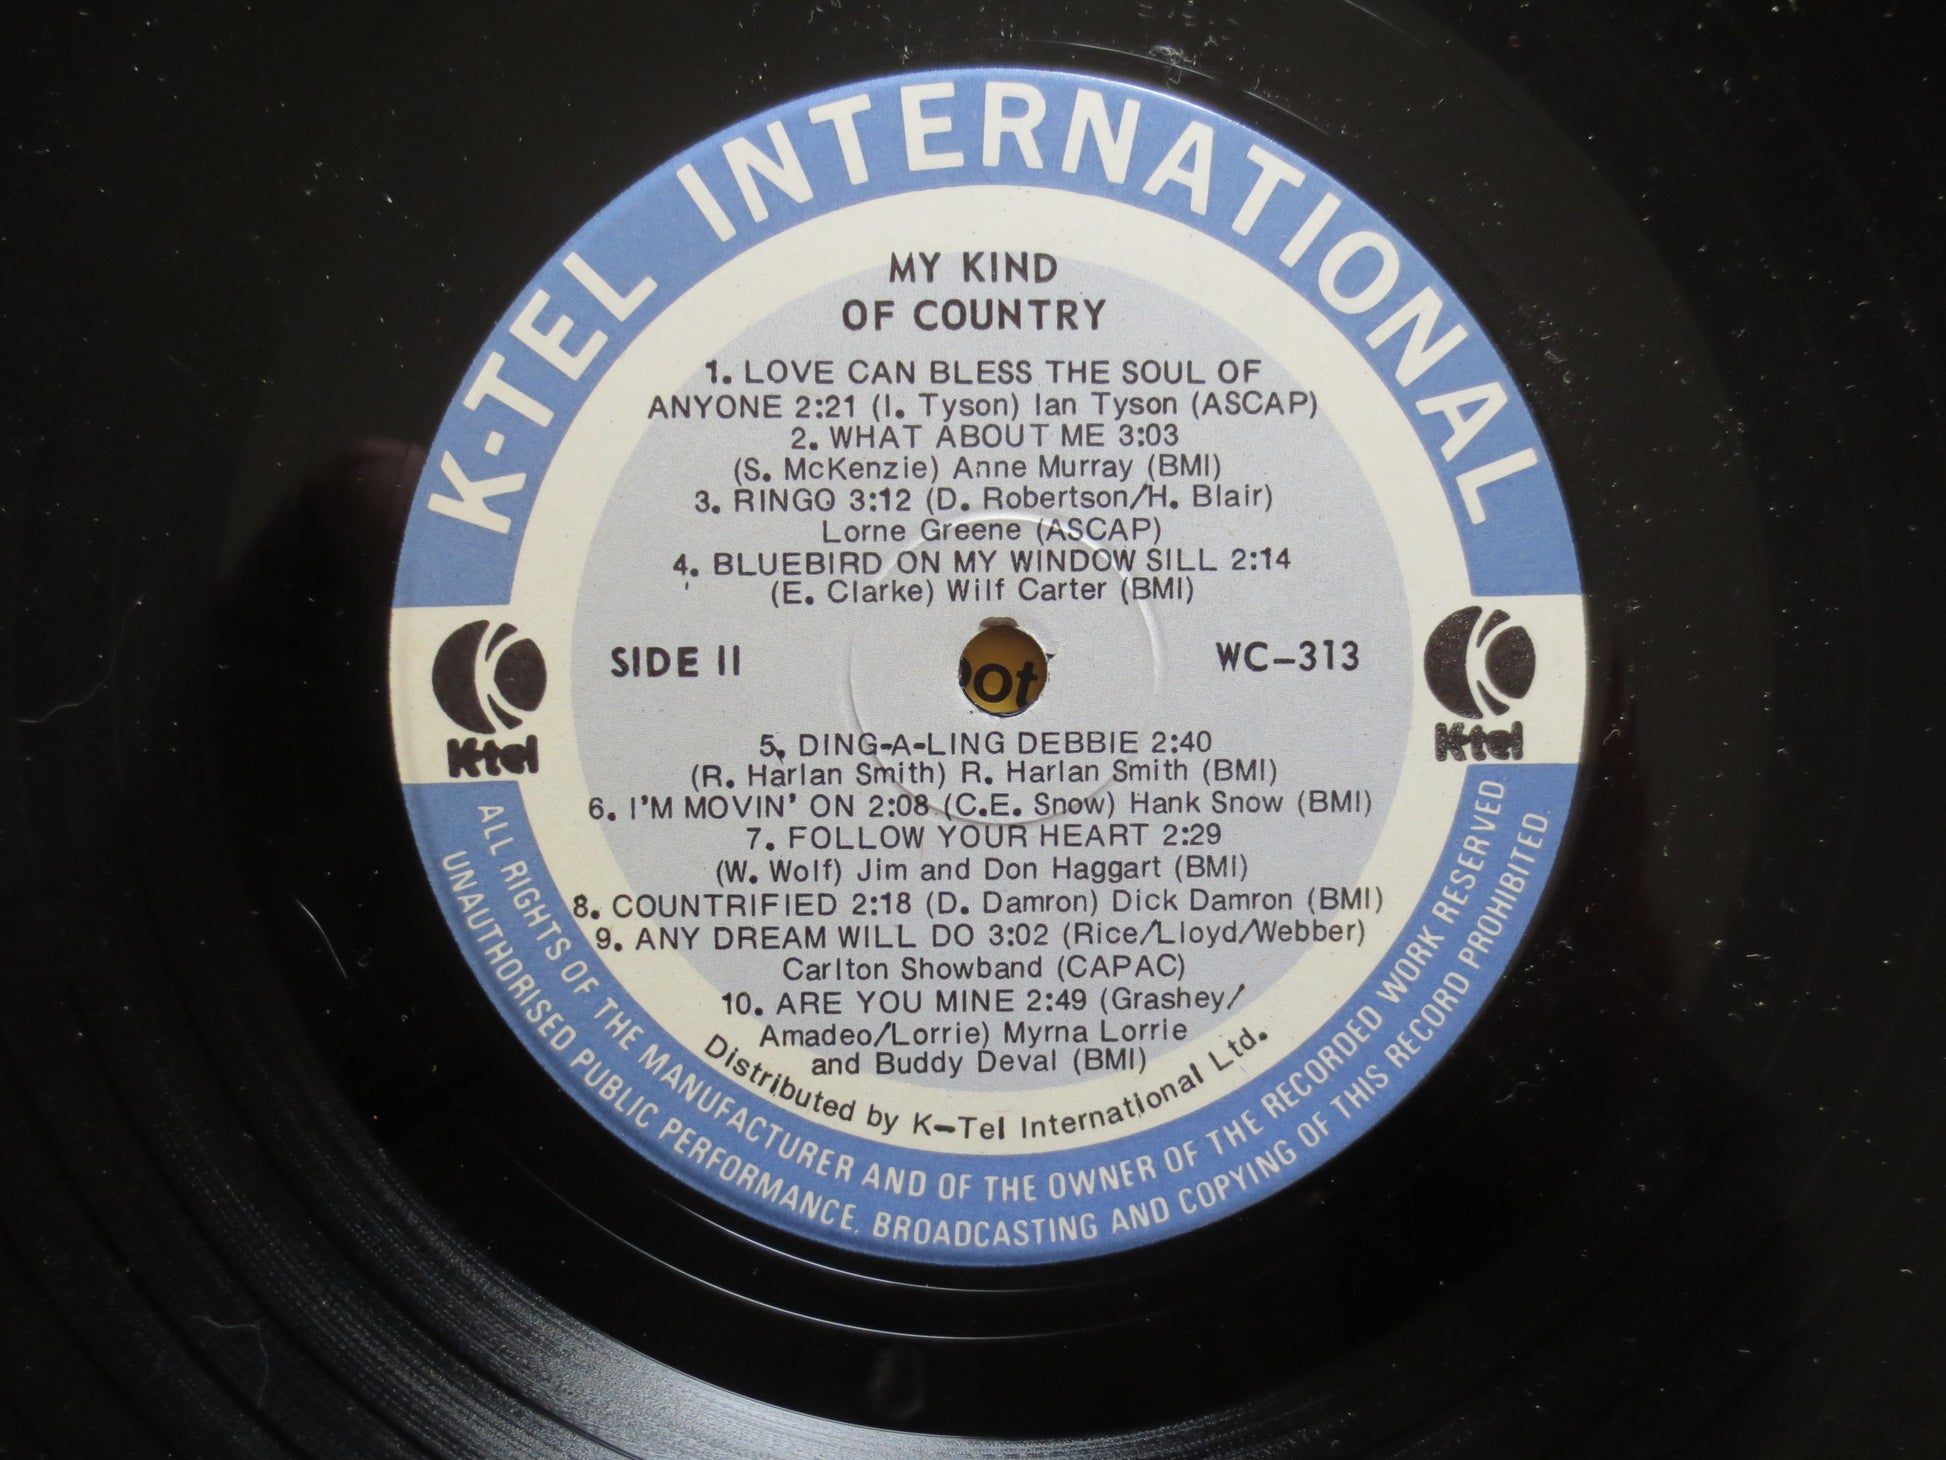 K-TEL INTERNATIONAL
MY KIND
OF COUNTRY
1. LOVE CAN BLESS THE SOUL OF
ANYONE 2:21 (I. Tyson) Ian Tyson (ASCAP)
2. WHAT ABOUT ME 3:03
(S. McKenzie) Anne Murray (BMI)
3. RINGO 3:12 (D. Robertson/H. Blair)
Lorne Greene (ASCAP)
4. BLUEBIRD ON MY WINDOW SILL 2:14
(E. Clarke) Wilf Carter (BMI)
SIDE II
WC-313
K-tel
K-tel
ot
5. DING-A-LING DEBBIE 2:40
(R. Harlan Smith) R. Harlan Smith (BMI)
6. I'M MOVIN' ON 2:08 (C.E. Snow) Hank Snow (BMI)
7. FOLLOW YOUR HEART 2:29
(W. Wolf) Jim and Don Haggart (BMI)
8. COUNTRIFIED 2:18 (D. Damron) Dick Damron (BMI)
9. ANY DREAM WILL DO 3:02 (Rice/Lloyd/Webber)
Carlton Showband (CAPAC)
10. ARE YOU MINE 2:49 (Grashey/
Amadeo/Lorrie) Myrna Lorrie
and Buddy Deval (BMI)
Distributed by K-Tel International Ltd.
ALL RIGHTS OF THE MANUFACTURER AND OF THE OWNER OF THE RECORDED WORK RESERVED.
UNAUTHORISED PUBLIC PERFORMANCE, BROADCASTING AND COPYING OF THIS RECORD PROHIBITED.